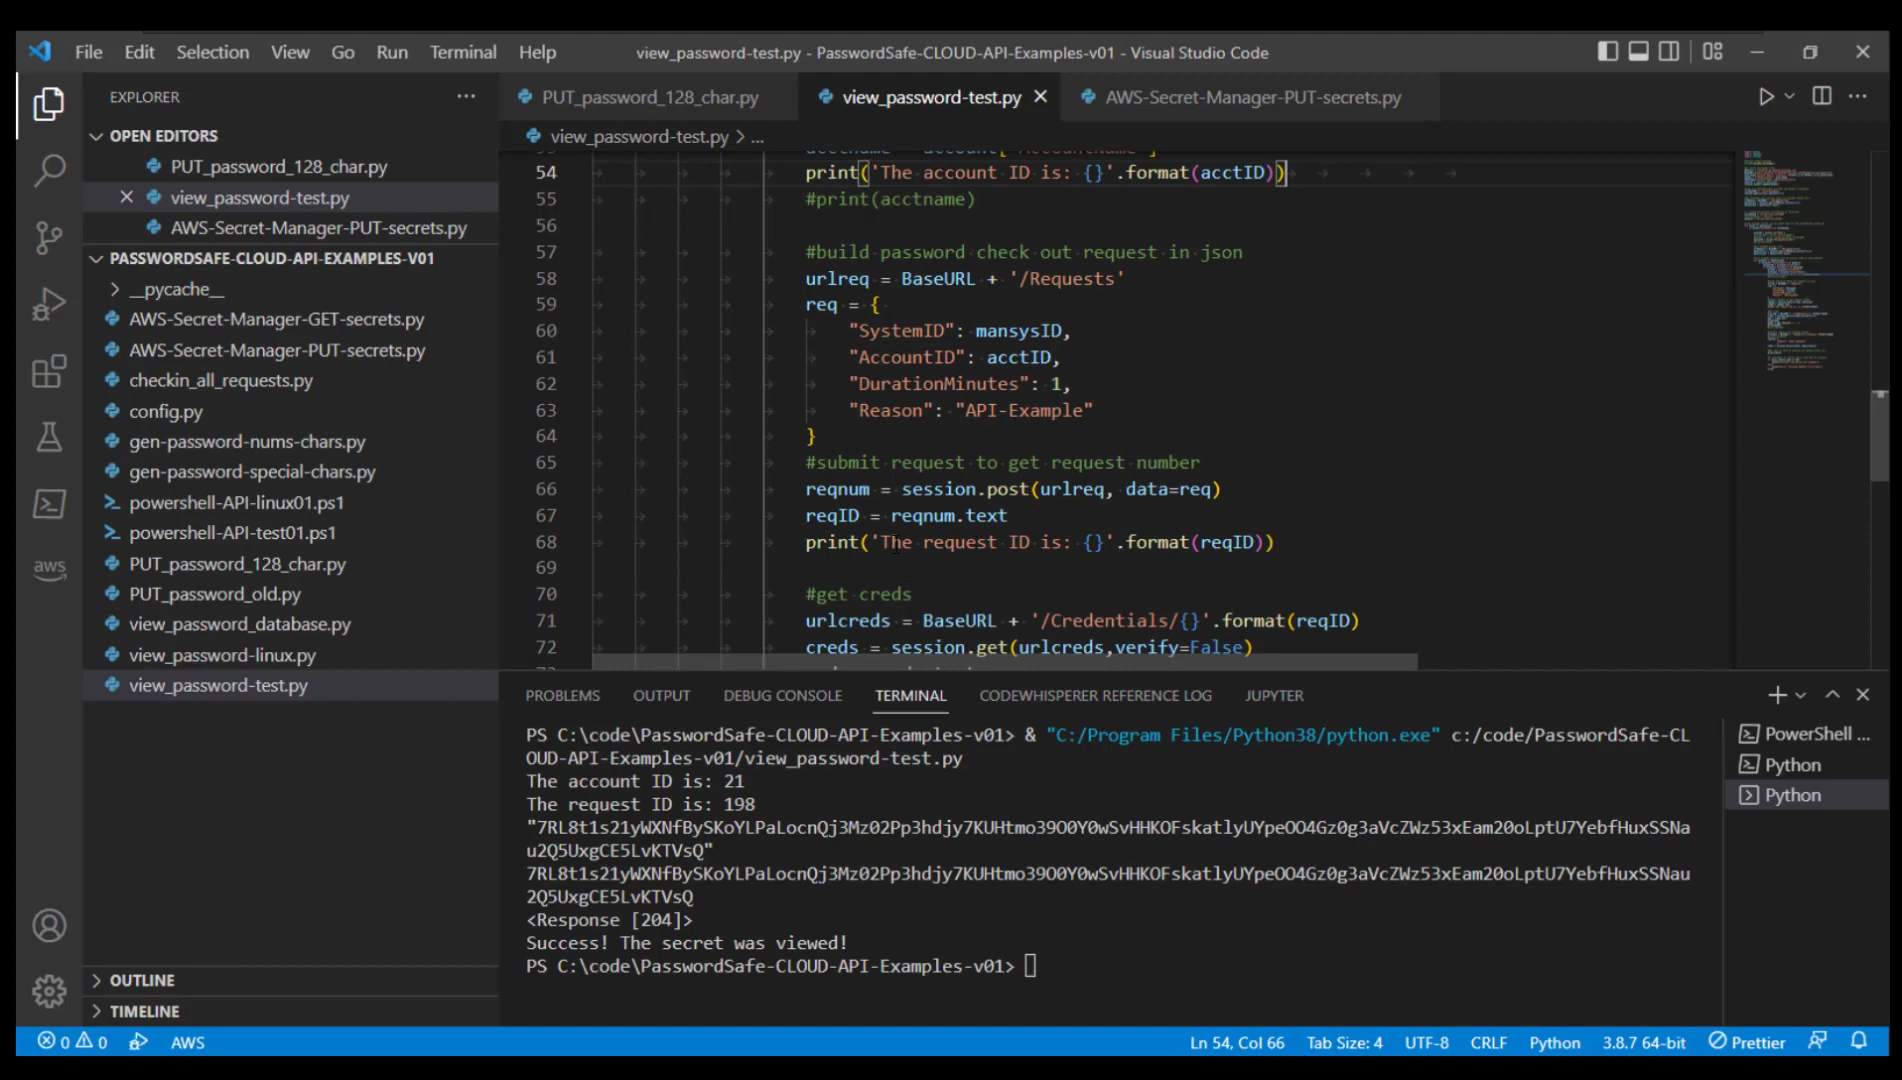 File Edit Selection View Go Run Terminal Help view_password-test.py - PasswordSafe-CLOUD-API-Examples-v01 - Visual Studio Code
EXPLORER
PUT_password_128_char.py view_password-test.py AWS-Secret-Manager-PUT-secrets.py
OPEN EDITORS
PUT_password_128_char.py
view_password-test.py
AWS-Secret-Manager-PUT-secrets.py
PASSWORDSAFE-CLOUD-API-EXAMPLES-V01
__pycache__
AWS-Secret-Manager-GET-secrets.py
AWS-Secret-Manager-PUT-secrets.py
checkin_all_requests.py
config.py
gen-password-nums-chars.py
gen-password-special-chars.py
powershell-API-linux01.ps1
powershell-API-test01.ps1
PUT_password_128_char.py
PUT_password_old.py
view_password_database.py
view_password-linux.py
view_password-test.py
aws
OUTLINE
TIMELINE
view_password-test.py > ...
54 print('The account ID is: {}'.format(acctID))
55 #print(acctname)
56
57 #build password check out request in json
58 urlreq = BaseURL + '/Requests'
59 req = {
60 "SystemID": mansysID,
61 "AccountID": acctID,
62 "DurationMinutes": 1,
63 "Reason": "API-Example"
64 }
65 #submit request to get request number
66 reqnum = session.post(urlreq, data=req)
67 reqID = reqnum.text
68 print('The request ID is: {}'.format(reqID))
69
70 #get creds
71 urlcreds = BaseURL + '/Credentials/{}'.format(reqID)
72 creds = session.get(urlcreds,verify=False)
PROBLEMS OUTPUT DEBUG CONSOLE TERMINAL CODEWHISPERER REFERENCE LOG JUPYTER
PS C:\code\PasswordSafe-CLOUD-API-Examples-v01> & "C:/Program Files/Python38/python.exe" c:/code/PasswordSafe-CL
OUD-API-Examples-v01/view_password-test.py
The account ID is: 21
The request ID is: 198
"7RL8t1s21yWXNfBySKoYLPaLocnQj3Mz02Pp3hdjy7KUHtmo39O0Y0wSvHHKOFskatlyUYpeOO4Gz0g3aVcZWz53xEam20oLptU7YebfHuxSSNa
u2Q5UxgCE5LvKTVsQ"
7RL8t1s21yWXNfBySKoYLPaLocnQj3Mz02Pp3hdjy7KUHtmo39O0Y0wSvHHKOFskatlyUYpeOO4Gz0g3aVcZWz53xEam20oLptU7YebfHuxSSNau
2Q5UxgCE5LvKTVsQ
<Response [204]>
Success! The secret was viewed!
PS C:\code\PasswordSafe-CLOUD-API-Examples-v01>
PowerShell ...
Python
Python
0 0 AWS Ln 54, Col 66 Tab Size: 4 UTF-8 CRLF Python 3.8.7 64-bit Prettier